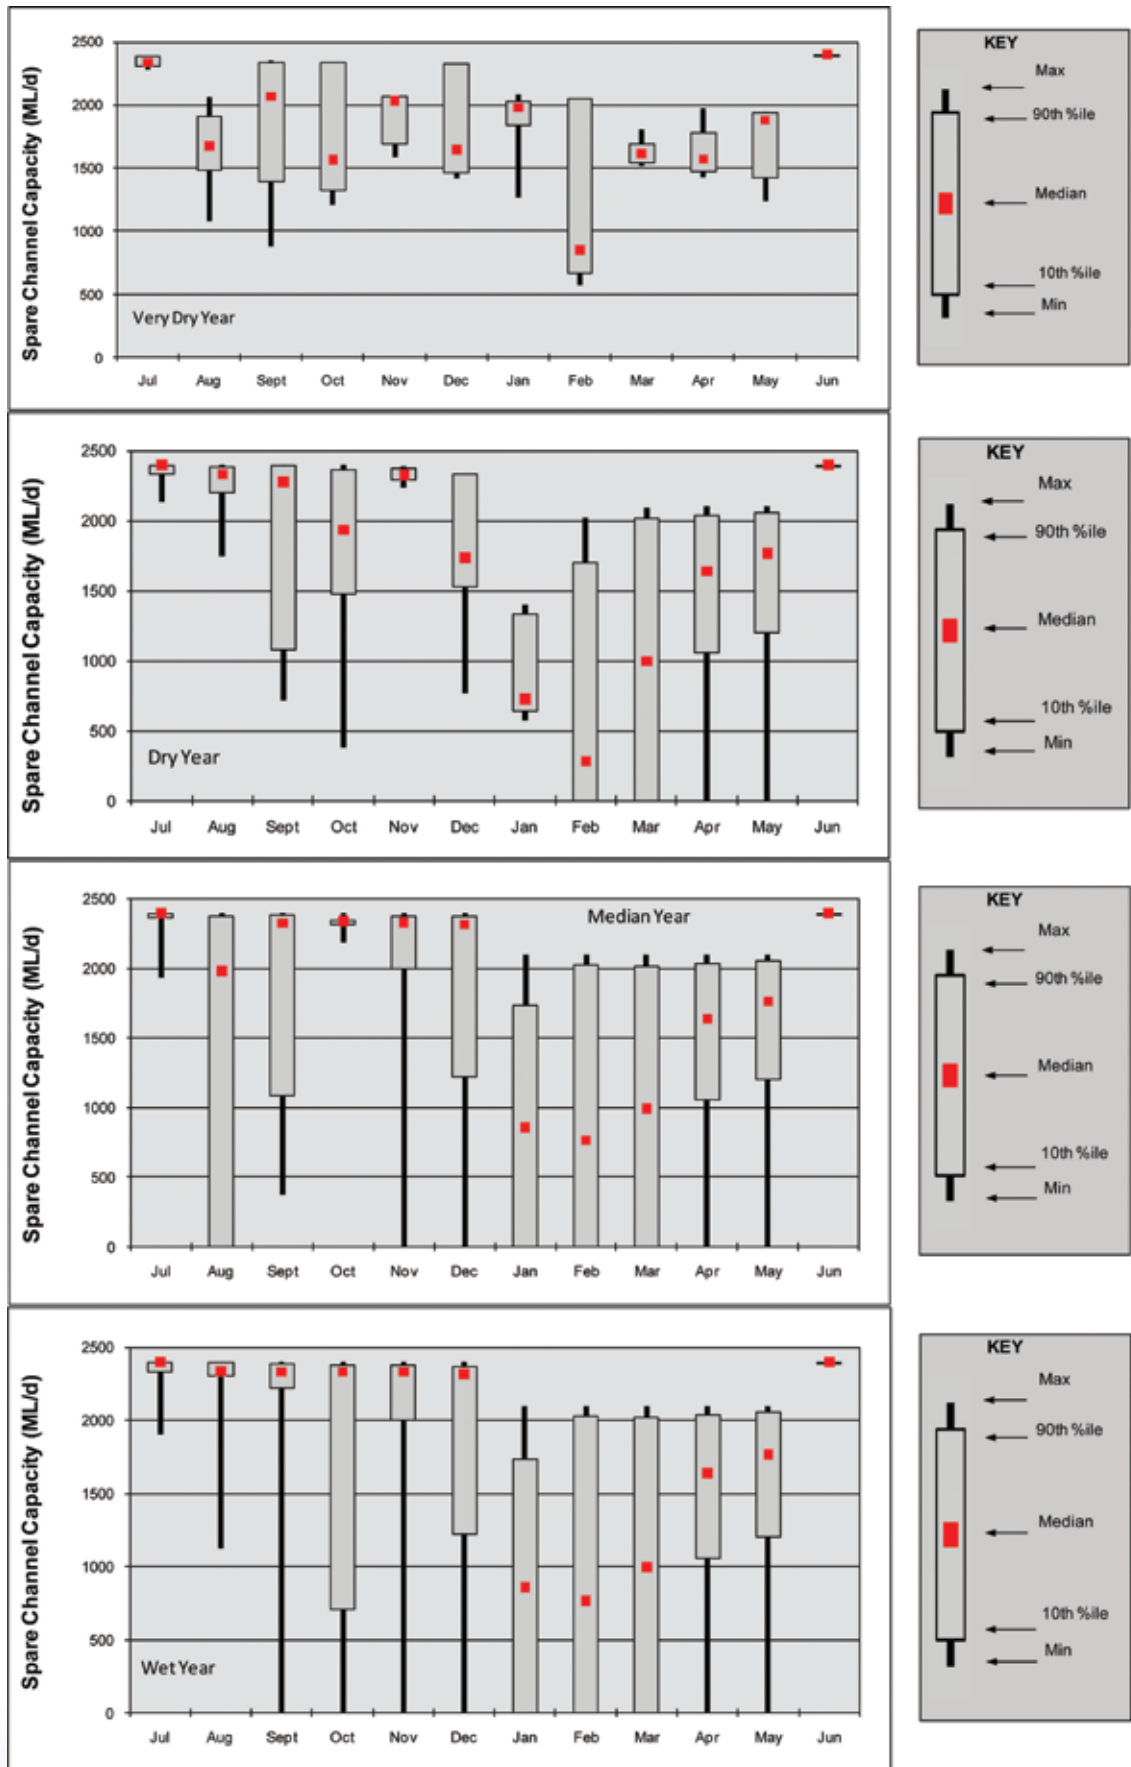 Spare Channel Capacity (ML/d)
2500
2000
1500
1000
500
0
Very Dry Year
Jul Aug Sept Oct Nov Dec Jan Feb Mar Apr May Jun
KEY
Max
90th %ile
Median
10th %ile
Min
Spare Channel Capacity (ML/d)
2500
2000
1500
1000
500
0
Dry Year
Jul Aug Sept Oct Nov Dec Jan Feb Mar Apr May Jun
KEY
Max
90th %ile
Median
10th %ile
Min
Spare Channel Capacity (ML/d)
2500
2000
1500
1000
500
0
Median Year
Jul Aug Sept Oct Nov Dec Jan Feb Mar Apr May Jun
KEY
Max
90th %ile
Median
10th %ile
Min
Spare Channel Capacity (ML/d)
2500
2000
1500
1000
500
0
Wet Year
Jul Aug Sept Oct Nov Dec Jan Feb Mar Apr May Jun
KEY
Max
90th %ile
Median
10th %ile
Min